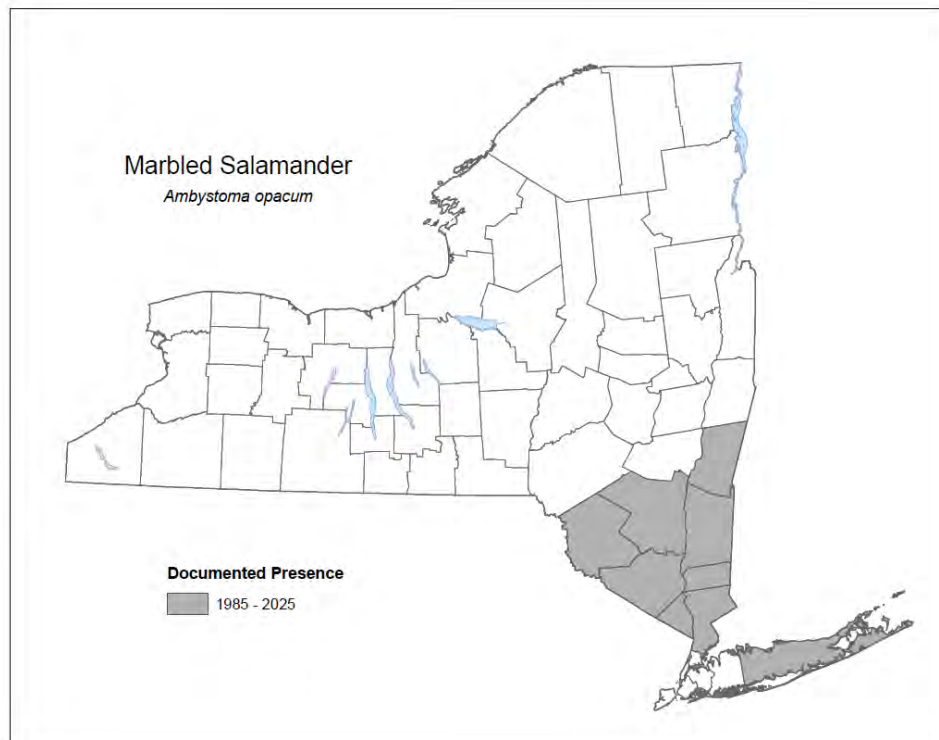 Marbled Salamander
Ambystoma opacum
Documented Presence
1985 - 2025